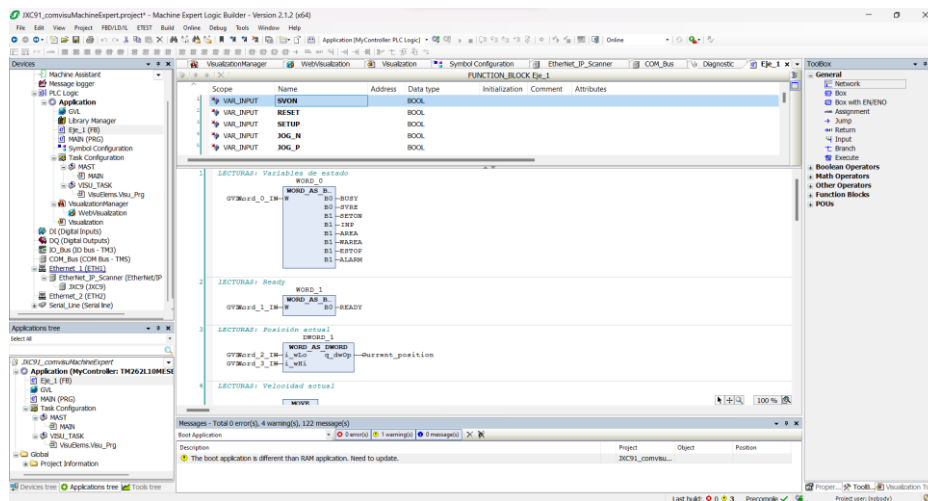 JXC91_comvisuMachineExpert.project* - Machine Expert Logic Builder - Version 2.1.2 (x64)
File Edit View Project FBD/LD/IL ETEST Build Online Debug Tools Window Help
Application [MyController: PLC Logic] Online
Devices
Machine Assistant
Message logger
PLC Logic
Application
GVL
Library Manager
Eje_1 (FB)
MAIN (PRG)
Symbol Configuration
Task Configuration
MAST
MAIN
VISU_TASK
VisuElems.Visu_Prg
VisualizationManager
WebVisualization
Visualization
DI (Digital Inputs)
DQ (Digital Outputs)
IO_Bus (IO bus - TM3)
COM_Bus (COM Bus - TMS)
Ethernet_1 (ETH1)
EtherNet_IP_Scanner (EtherNet/IP
JXC9 (JXC9)
Ethernet_2 (ETH2)
Serial_Line (Serial line)
Applications tree
Select All
JXC91_comvisuMachineExpert
Application (MyController: TM262L10MESE
Eje_1 (FB)
GVL
MAIN (PRG)
Task Configuration
MAST
MAIN
VISU_TASK
VisuElems.Visu_Prg
Global
Project Information
Devices tree Applications tree Tools tree
VisualizationManager WebVisualization Visualization Symbol Configuration EtherNet_IP_Scanner COM_Bus Diagnostic Eje_1 x
FUNCTION_BLOCK Eje_1
Scope Name Address Data type Initialization Comment Attributes
1 VAR_INPUT SVON BOOL
2 VAR_INPUT RESET BOOL
3 VAR_INPUT SETUP BOOL
4 VAR_INPUT JOG_N BOOL
5 VAR_INPUT JOG_P BOOL
1 LECTURAS: Variables de estado
WORD_0
WORD_AS_B..
W B0 BUSY
B0 SVRE
B1 SETON
B1 INP
B1 AREA
B1 WAREA
B1 ESTOP
B1 ALARM
2 LECTURAS: Ready
WORD_1
WORD_AS_B..
W B0 READY
3 LECTURAS: Posición actual
DWORD_1
WORD_AS_DWORD
i_wLo q_dwOp
i_wHi
4 LECTURAS: Velocidad actual
MOVE
100 %
Messages - Total 0 error(s), 4 warning(s), 122 message(s)
Boot Application 0 error(s) 1 warning(s) 0 message(s)
Description Project Object Position
The boot application is different than RAM application. Need to update. JXC91_comvisu...
ToolBox
General
Network
Box
Box with EN/ENO
Assignment
Jump
Return
Input
Branch
Execute
Boolean Operators
Math Operators
Other Operators
Function Blocks
POUs
Proper... ToolB... Visualization To
Last build: 0 3 Precompile Project user: (nobody)